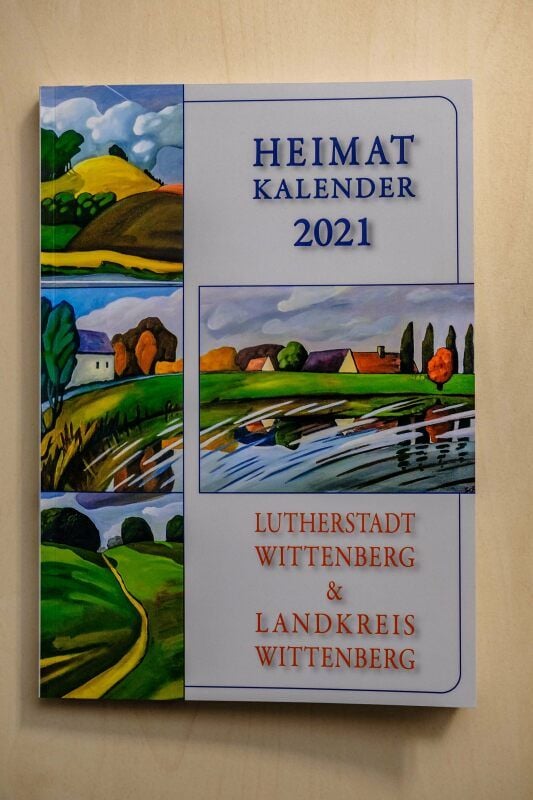 HEIMAT
KALENDER
2021
LUTHERSTADT
WITTENBERG
&
LANDKREIS
WITTENBERG